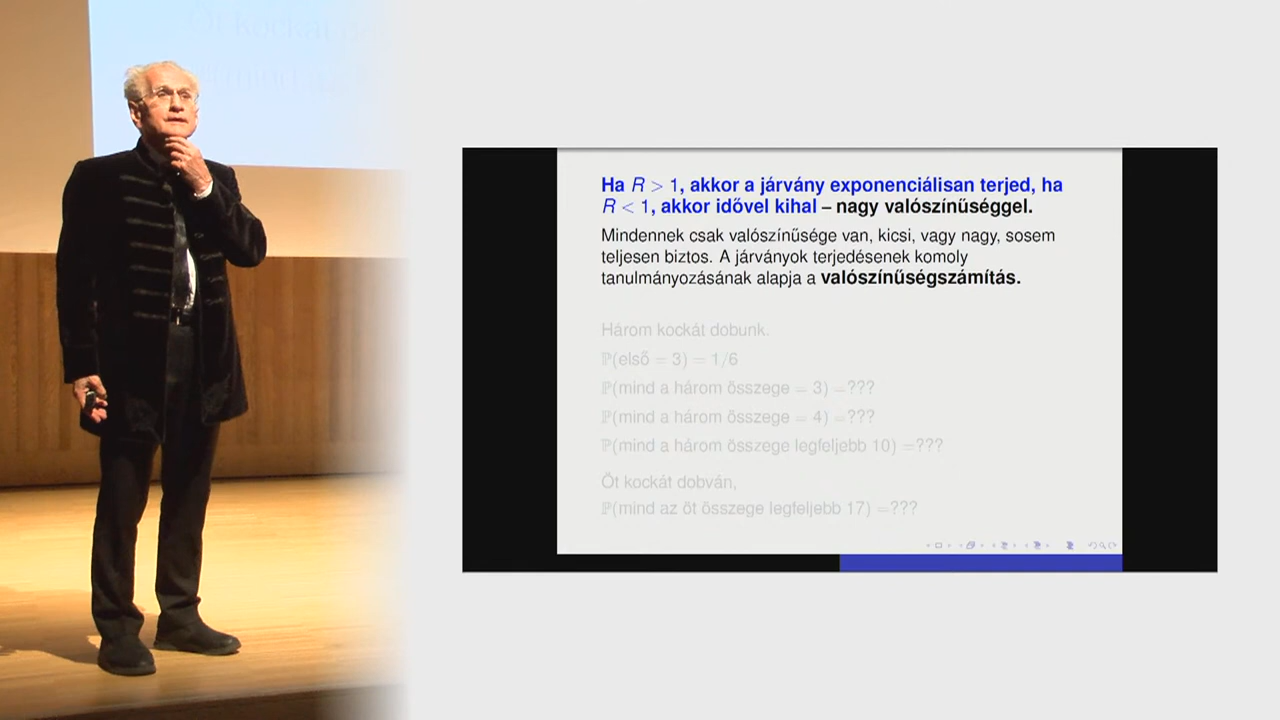 Öt kockát
Ha R > 1, akkor a járvány exponenciálisan terjed, ha
R < 1, akkor idővel kihal – nagy valószínűséggel.
Mindennek csak valószínűsége van, kicsi, vagy nagy, sosem
teljesen biztos. A járványok terjedésenek komoly
tanulmányozásának alapja a valószínűségszámítás.
Három kockát dobunk.
ℙ(első = 3) = 1/6
ℙ(mind a három összege = 3) =???
ℙ(mind a három összege = 4) =???
ℙ(mind a három összege legfeljebb 10) =???
Öt kockát dobván,
ℙ(mind az öt összege legfeljebb 17) =???